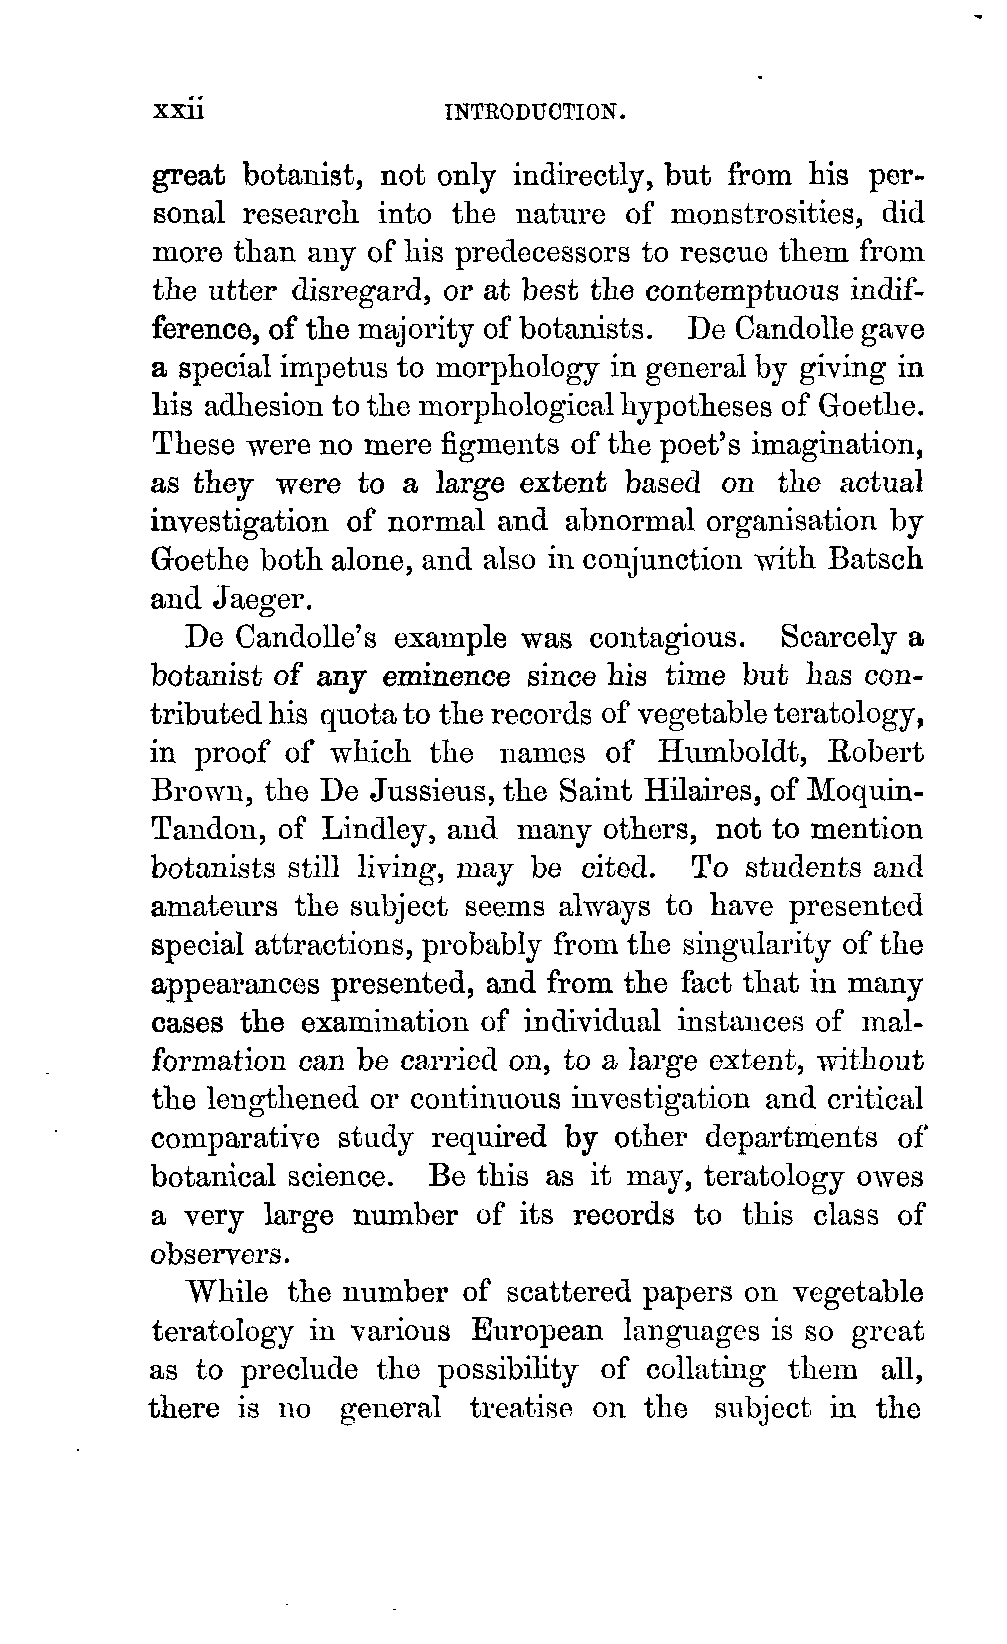 xxii INTRODUCTION.
great botanist, not only indirectly, but from his per-
sonal research into the nature of monstrosities, did
more than any of his predecessors to rescue them from
the utter disregard, or at best the contemptuous indif-
ference, of the majority of botanists. De Candolle gave
a special impetus to morphology in general by giving in
his adhesion to the morphological hypotheses of Goethe.
These were no mere figments of the poet's imagination,
as they were to a large extent based on the actual
investigation of normal and abnormal organisation by
Goethe both alone, and also in conjunction with Batsch
and Jaeger.
De Candolle's example was contagious. Scarcely a
botanist of any eminence since his time but has con-
tributed his quota to the records of vegetable teratology,
in proof of which the names of Humboldt, Robert
Brown, the De Jussieus, the Saint Hilaires, of Moquin-
Tandon, of Lindley, and many others, not to mention
botanists still living, may be cited. To students and
amateurs the subject seems always to have presented
special attractions, probably from the singularity of the
appearances presented, and from the fact that in many
cases the examination of individual instances of mal-
formation can be carried on, to a large extent, without
the lengthened or continuous investigation and critical
comparative study required by other departments of
botanical science. Be this as it may, teratology owes
a very large number of its records to this class of
observers.
While the number of scattered papers on vegetable
teratology in various European languages is so great
as to preclude the possibility of collating them all,
there is no general treatise on the subject in the